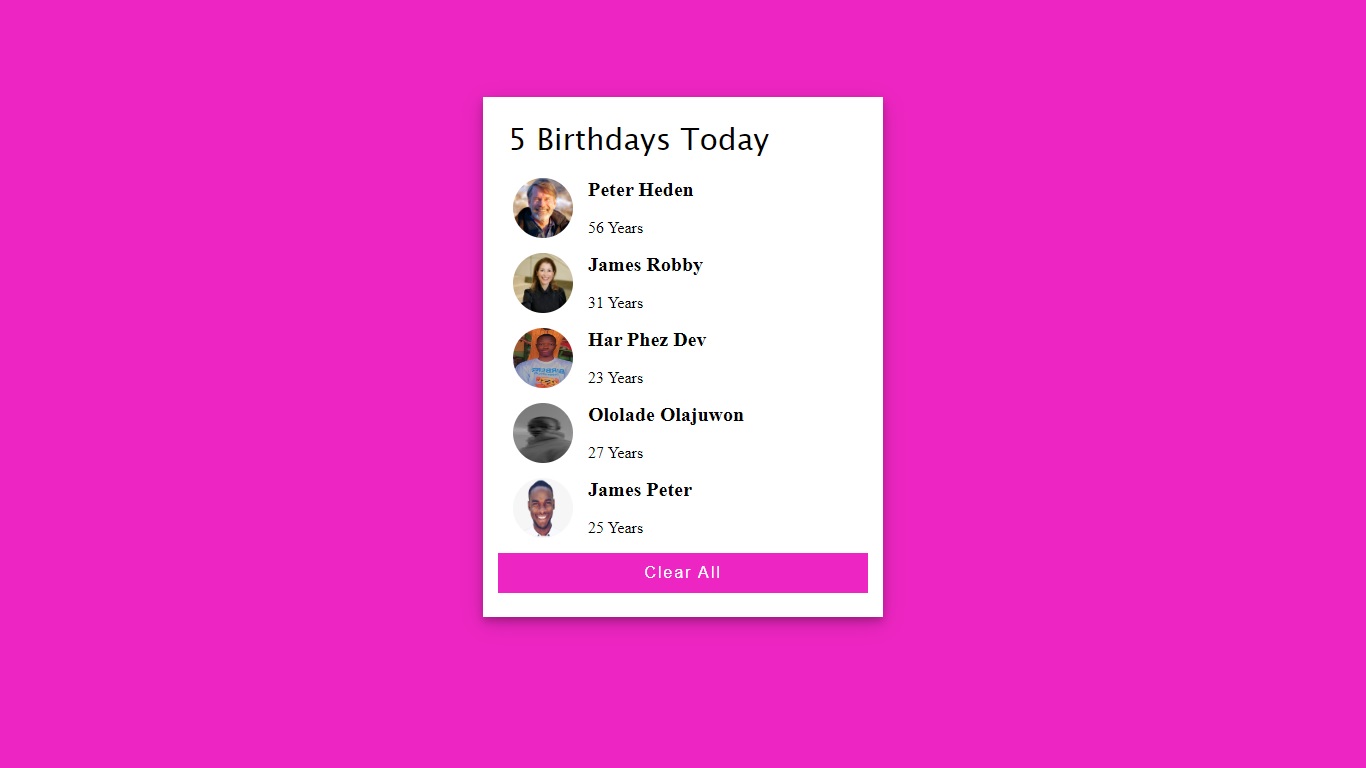 5 Birthdays Today
Peter Heden
56 Years
James Robby
31 Years
Har Phez Dev
23 Years
Ololade Olajuwon
27 Years
James Peter
25 Years
Clear All